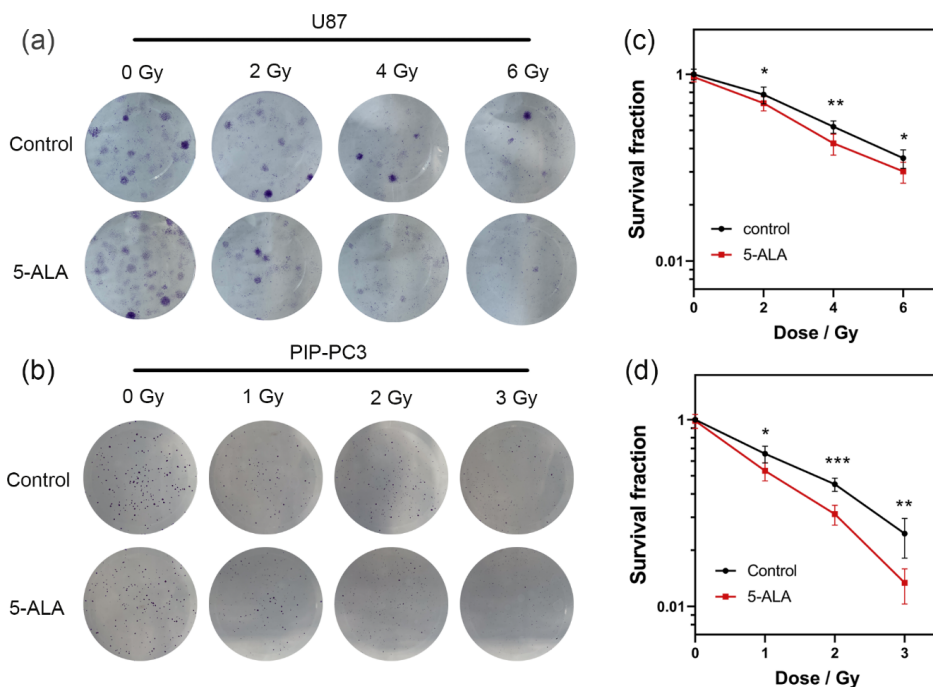 (a)
U87
0 Gy 2 Gy 4 Gy 6 Gy
Control
5-ALA
(b)
PIP-PC3
0 Gy 1 Gy 2 Gy 3 Gy
Control
5-ALA
(c)
Survival fraction
1
0.01
* ** *
control
5-ALA
0 2 4 6
Dose / Gy
(d)
Survival fraction
1
0.01
* *** **
Control
5-ALA
0 1 2 3
Dose / Gy